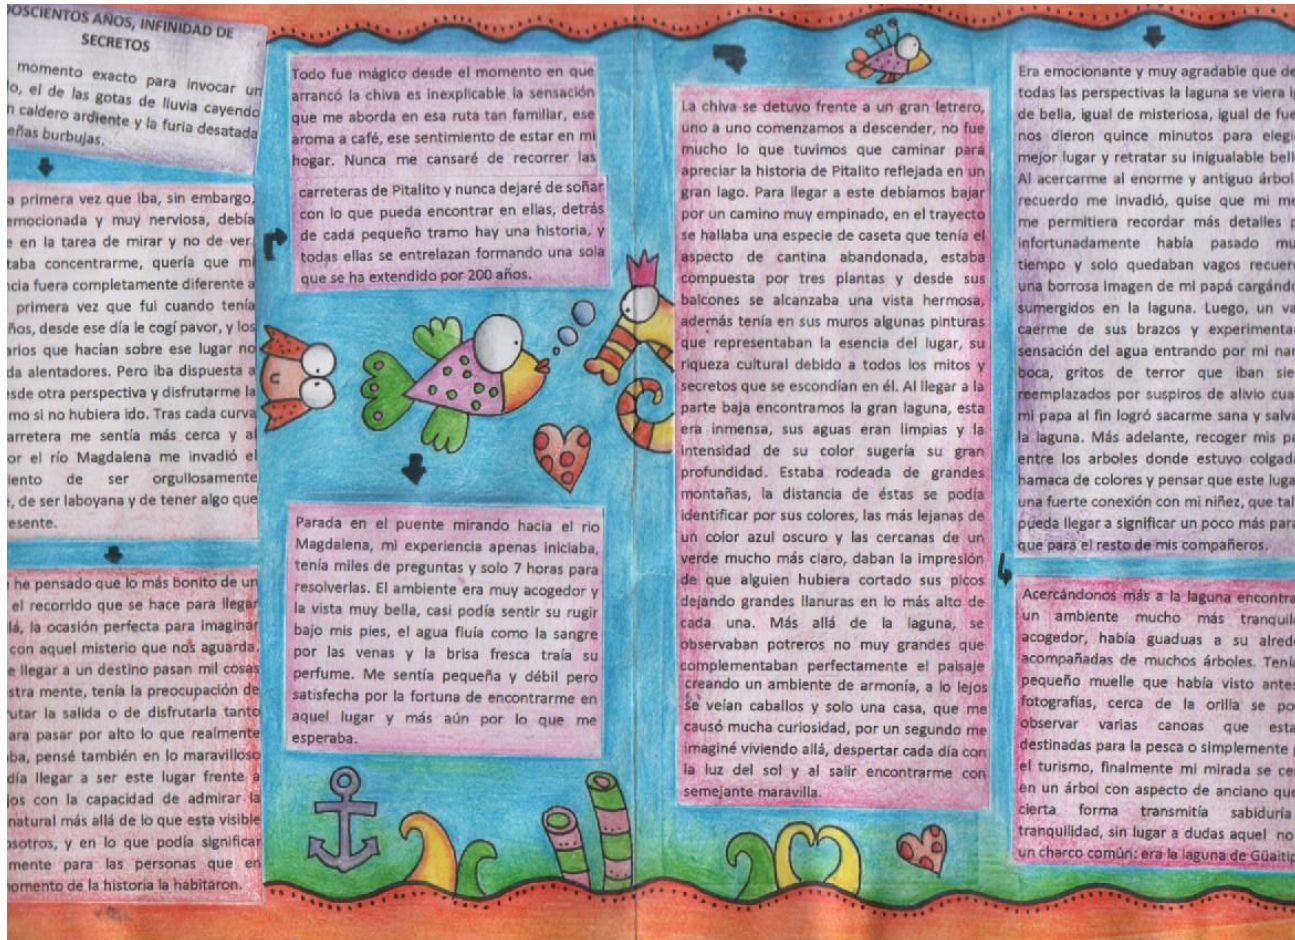 DOSCIENTOS AÑOS, INFINIDAD DE
SECRETOS
momento exacto para invocar un
o, el de las gotas de lluvia cayendo
n caldero ardiente y la furia desatada
eñas burbujas.
a primera vez que iba, sin embargo,
emocionada y muy nerviosa, debía
e en la tarea de mirar y no de ver,
taba concentrarme, quería que mi
ncia fuera completamente diferente a
primera vez que fui cuando tenía
ños, desde ese día le cogí pavor, y los
arios que hacían sobre ese lugar no
da alentadores. Pero iba dispuesta a
esde otra perspectiva y disfrutarme la
mo si no hubiera ido. Tras cada curva
arretera me sentía más cerca y al
or el río Magdalena me invadió el
iento de ser orgullosamente
, de ser laboyana y de tener algo que
esente.
he pensado que lo más bonito de un
el recorrido que se hace para llegar
lá, la ocasión perfecta para imaginar
con aquel misterio que nos aguarda.
e llegar a un destino pasan mil cosas
stra mente, tenía la preocupación de
utar la salida o de disfrutarla tanto
ara pasar por alto lo que realmente
ba, pensé también en lo maravilloso
día llegar a ser este lugar frente a
jos con la capacidad de admirar la
natural más allá de lo que esta visible
osotros, y en lo que podía significar
mente para las personas que en
omento de la historia la habitaron.
Todo fue mágico desde el momento en que
arrancó la chiva es inexplicable la sensación
que me aborda en esa ruta tan familiar, ese
aroma a café, ese sentimiento de estar en mi
hogar. Nunca me cansaré de recorrer las
carreteras de Pitalito y nunca dejaré de soñar
con lo que pueda encontrar en ellas, detrás
de cada pequeño tramo hay una historia, y
todas ellas se entrelazan formando una sola
que se ha extendido por 200 años.
Parada en el puente mirando hacia el rio
Magdalena, mi experiencia apenas iniciaba,
tenía miles de preguntas y solo 7 horas para
resolverlas. El ambiente era muy acogedor y
la vista muy bella, casi podía sentir su rugir
bajo mis pies, el agua fluía como la sangre
por las venas y la brisa fresca traía su
perfume. Me sentía pequeña y débil pero
satisfecha por la fortuna de encontrarme en
aquel lugar y más aún por lo que me
esperaba.
La chiva se detuvo frente a un gran letrero,
uno a uno comenzamos a descender, no fue
mucho lo que tuvimos que caminar para
apreciar la historia de Pitalito reflejada en un
gran lago. Para llegar a este debíamos bajar
por un camino muy empinado, en el trayecto
se hallaba una especie de caseta que tenía el
aspecto de cantina abandonada, estaba
compuesta por tres plantas y desde sus
balcones se alcanzaba una vista hermosa,
además tenía en sus muros algunas pinturas
que representaban la esencia del lugar, su
riqueza cultural debido a todos los mitos y
secretos que se escondían en él. Al llegar a la
parte baja encontramos la gran laguna, esta
era inmensa, sus aguas eran limpias y la
intensidad de su color sugería su gran
profundidad. Estaba rodeada de grandes
montañas, la distancia de éstas se podía
identificar por sus colores, las más lejanas de
un color azul oscuro y las cercanas de un
verde mucho más claro, daban la impresión
de que alguien hubiera cortado sus picos
dejando grandes llanuras en lo más alto de
cada una. Más allá de la laguna, se
observaban potreros no muy grandes que
complementaban perfectamente el paisaje
creando un ambiente de armonía, a lo lejos
se veían caballos y solo una casa, que me
causó mucha curiosidad, por un segundo me
imaginé viviendo allá, despertar cada día con
la luz del sol y al salir encontrarme con
semejante maravilla.
Era emocionante y muy agradable que de
todas las perspectivas la laguna se viera i
de bella, igual de misteriosa, igual de fue
nos dieron quince minutos para elegi
mejor lugar y retratar su inigualable bell
Al acercarme al enorme y antiguo árbol
recuerdo me invadió, quise que mi me
me permitiera recordar más detalles p
infortunadamente había pasado mu
tiempo y solo quedaban vagos recuer
una borrosa imagen de mi papá cargándo
sumergidos en la laguna. Luego, un va
caerme de sus brazos y experimenta
sensación del agua entrando por mi nar
boca, gritos de terror que iban sie
reemplazados por suspiros de alivio cua
mi papa al fin logró sacarme sana y salva
la laguna. Más adelante, recoger mis pa
entre los arboles donde estuvo colgad
hamaca de colores y pensar que este luga
una fuerte conexión con mi niñez, que tal
pueda llegar a significar un poco más para
que para el resto de mis compañeros.
Acercándonos más a la laguna encontra
un ambiente mucho más tranquilo
acogedor, había guaduas a su alrede
acompañadas de muchos árboles. Tenía
pequeño muelle que había visto antes
fotografías, cerca de la orilla se po
observar varias canoas que esta
destinadas para la pesca o simplemente p
el turismo, finalmente mi mirada se ce
en un árbol con aspecto de anciano que
cierta forma transmitía sabiduría
tranquilidad, sin lugar a dudas aquel no
un charco común: era la laguna de Güaitip